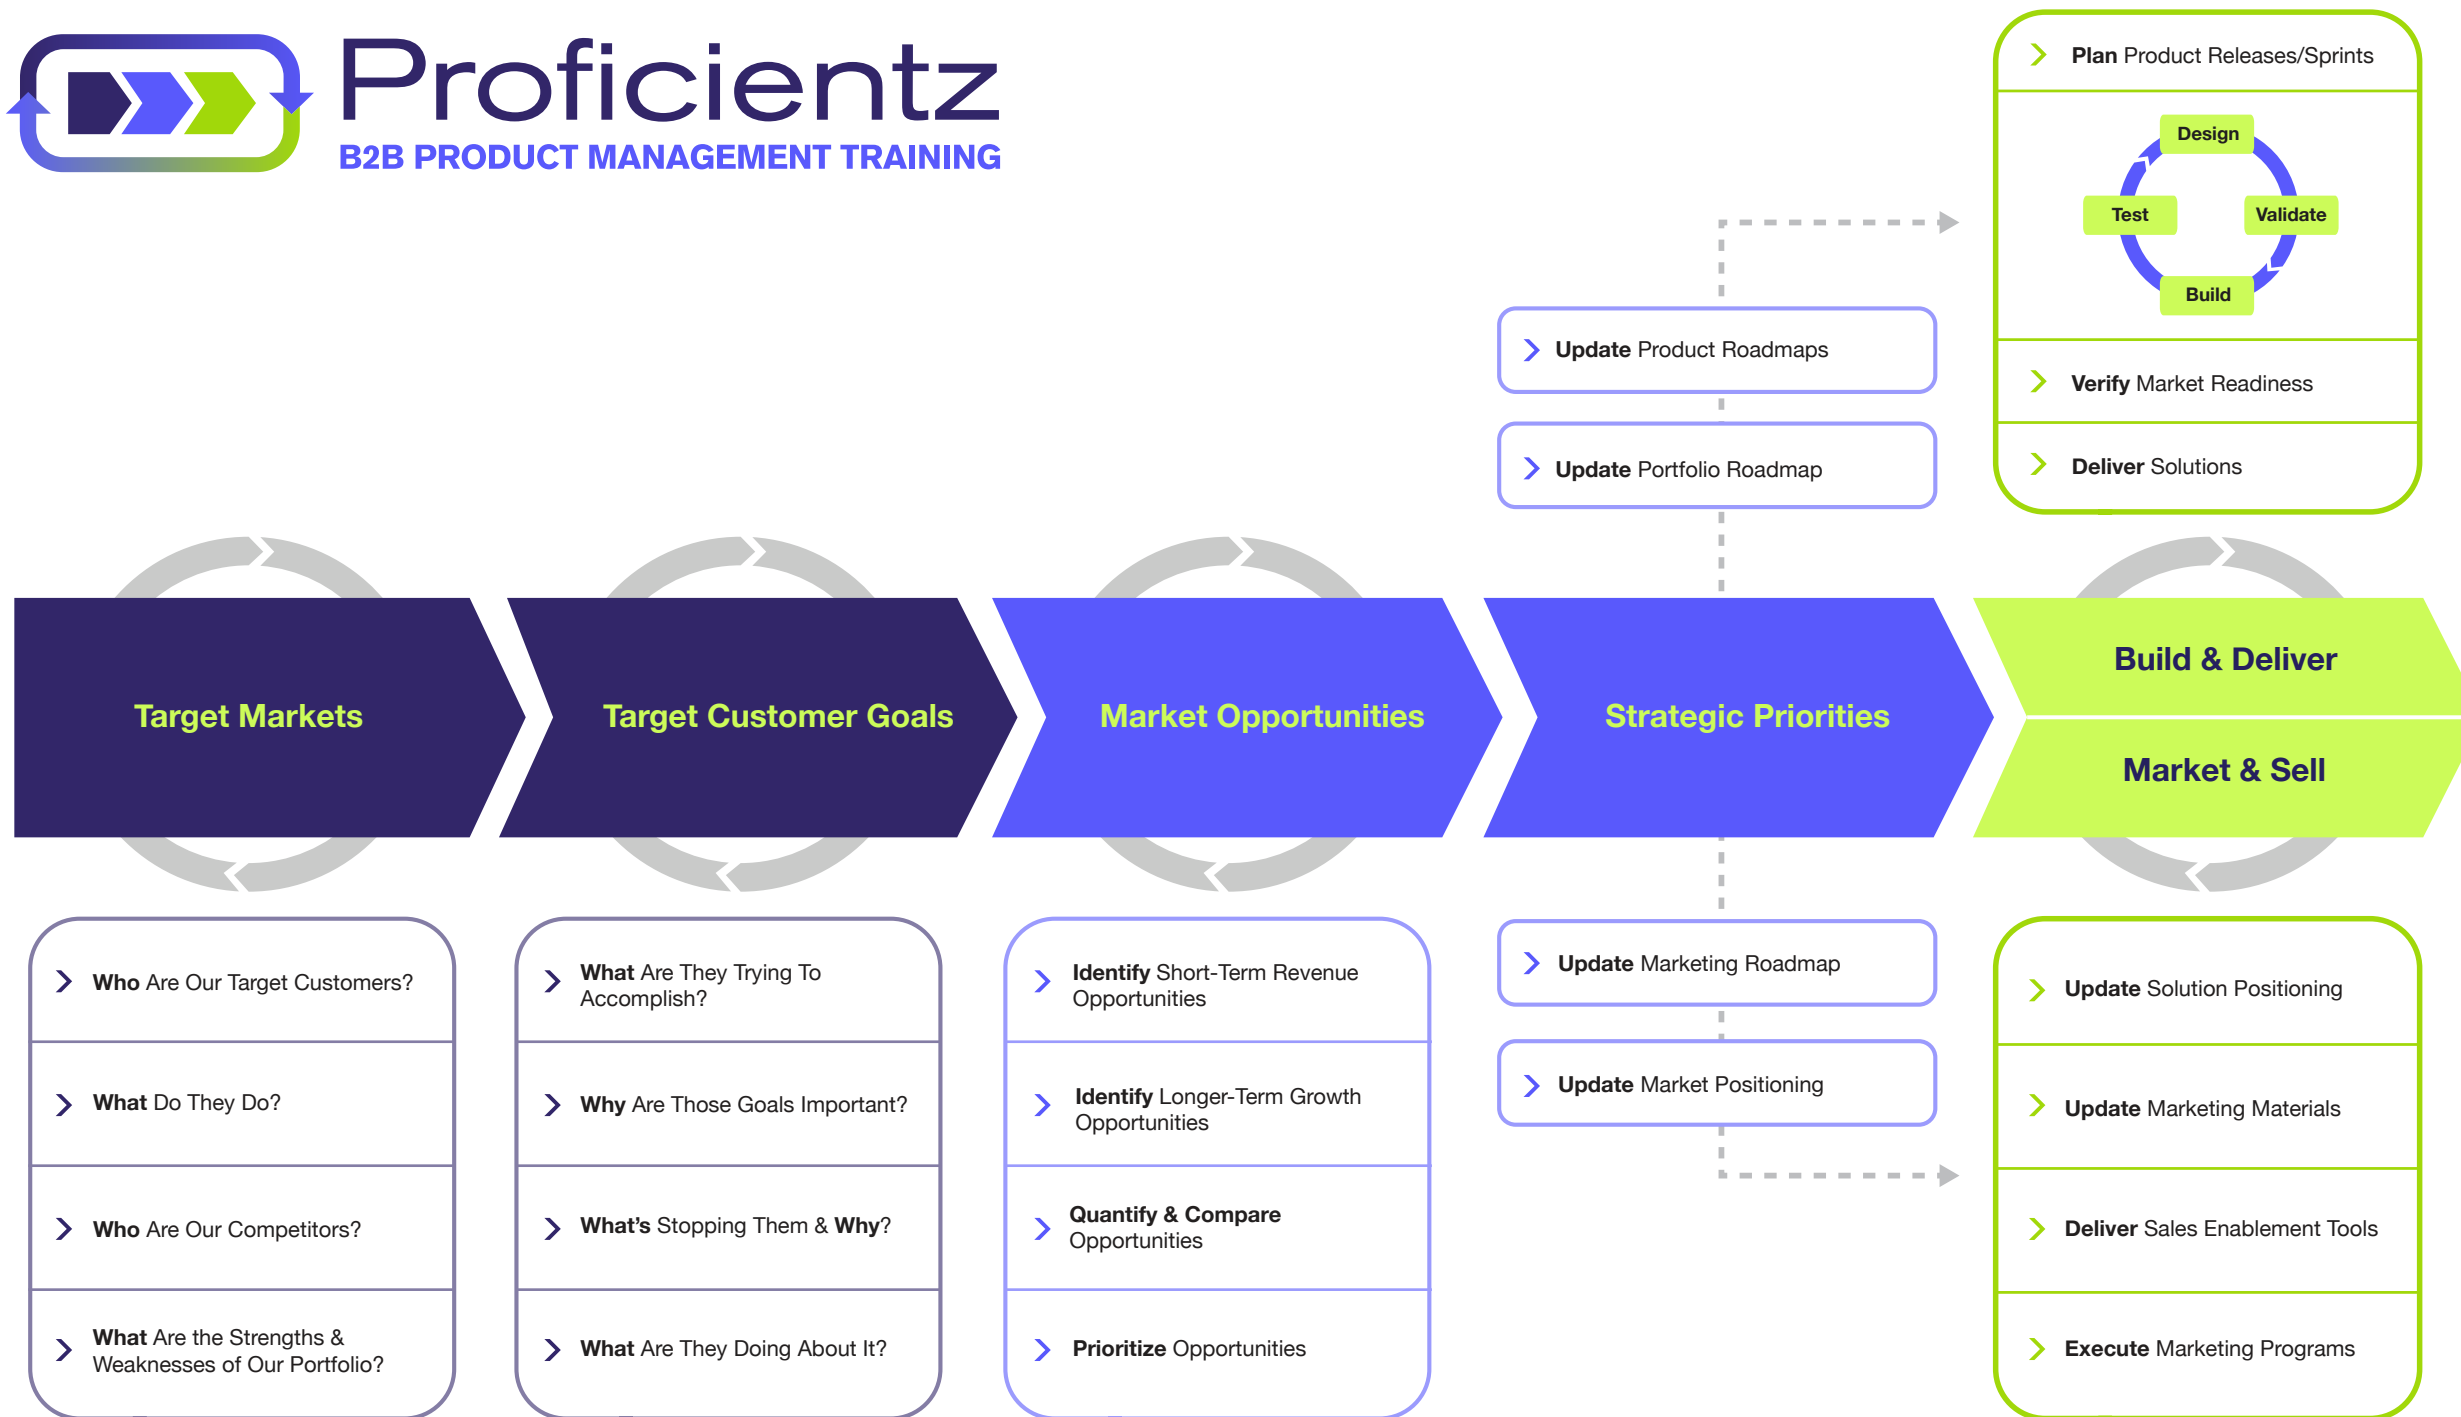 Proficientz
B2B PRODUCT MANAGEMENT TRAINING
Plan Product Releases/Sprints
Design
Test
Validate
Build
Verify Market Readiness
Deliver Solutions
Update Product Roadmaps
Update Portfolio Roadmap
Target Markets
Target Customer Goals
Market Opportunities
Strategic Priorities
Build & Deliver
Market & Sell
Who Are Our Target Customers?
What Do They Do?
Who Are Our Competitors?
What Are the Strengths &
Weaknesses of Our Portfolio?
What Are They Trying To
Accomplish?
Why Are Those Goals Important?
What’s Stopping Them & Why?
What Are They Doing About It?
Identify Short-Term Revenue
Opportunities
Identify Longer-Term Growth
Opportunities
Quantify & Compare
Opportunities
Prioritize Opportunities
Update Marketing Roadmap
Update Market Positioning
Update Solution Positioning
Update Marketing Materials
Deliver Sales Enablement Tools
Execute Marketing Programs